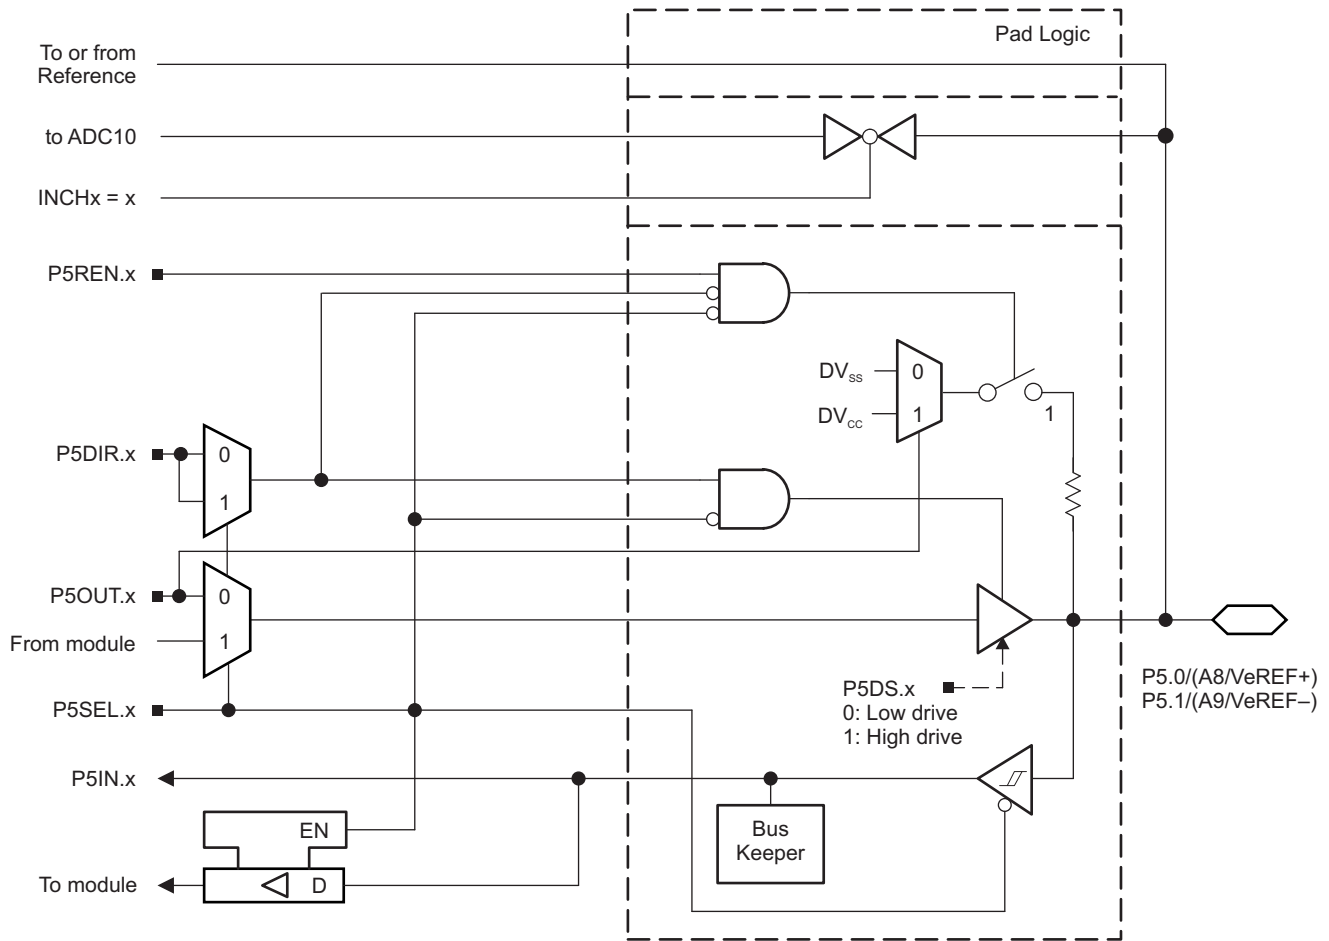 Pad Logic
To or from
Reference
to ADC10
INCHx = x
P5REN.x
DVSS
0
DVCC
1
1
P5DIR.x
0
1
P5OUT.x
0
From module
1
P5SEL.x
P5DS.x
0: Low drive
1: High drive
P5.0/(A8/VeREF+)
P5.1/(A9/VeREF–)
P5IN.x
Bus
Keeper
EN
To module
D